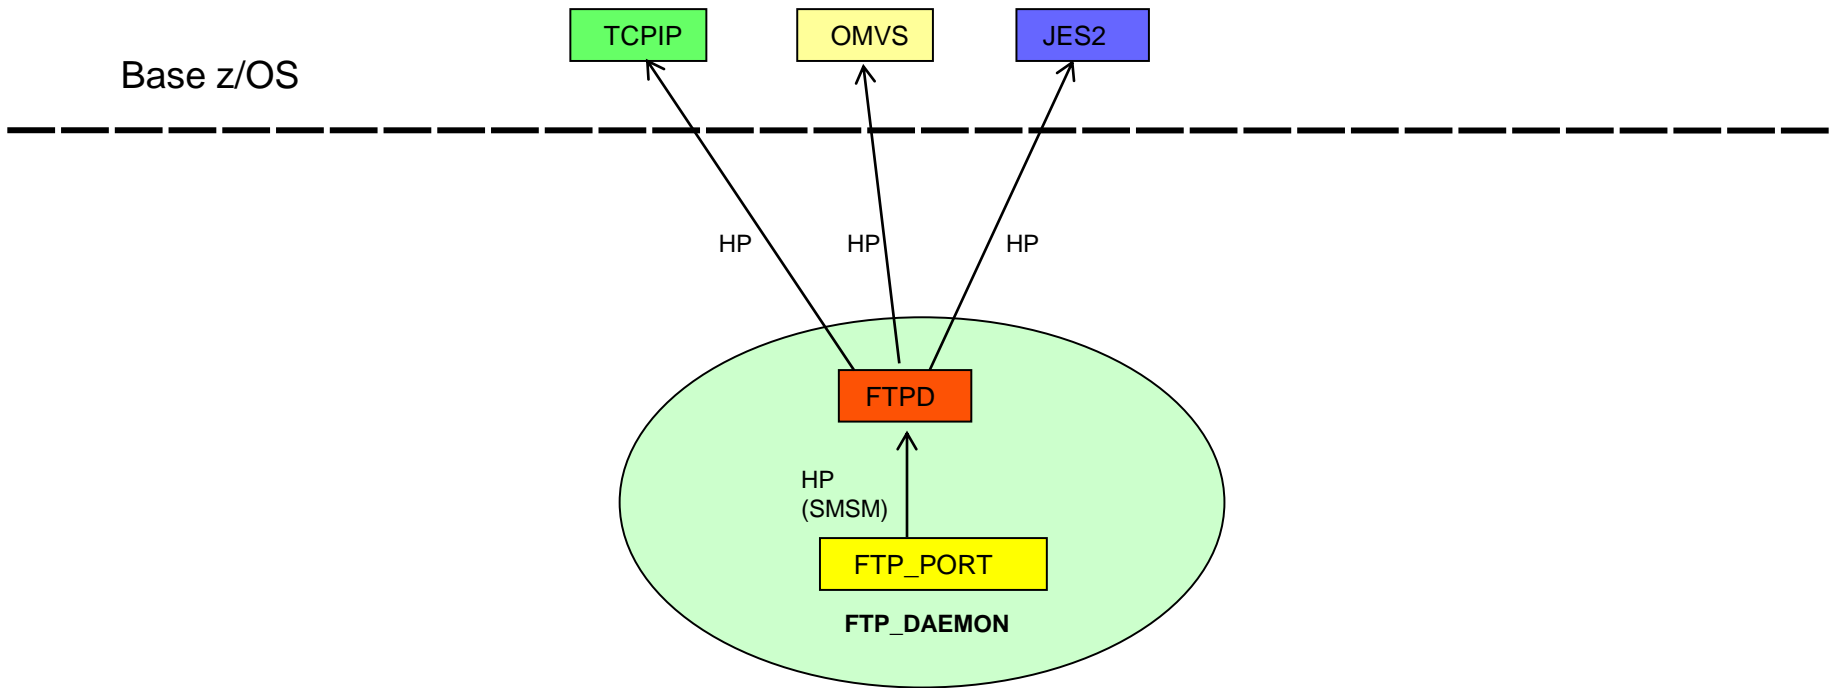 TCPIP
OMVS
JES2
Base z/OS
HP
HP
HP
FTPD
HP
(SMSM)
FTP_PORT
FTP_DAEMON